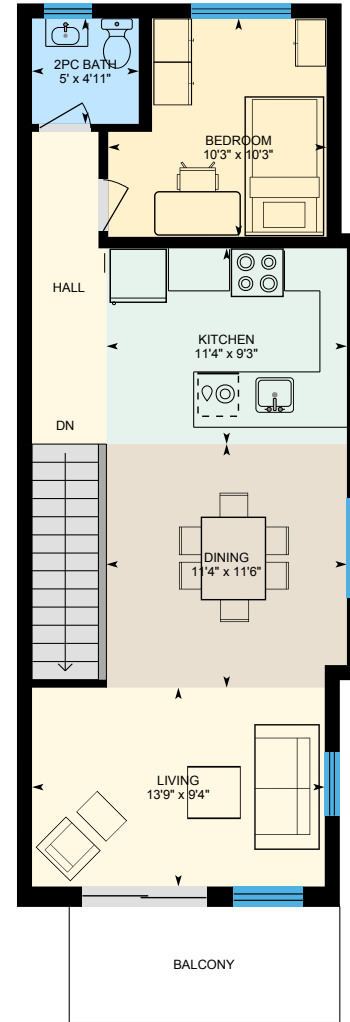 2PC BATH
5' x 4'11"
BEDROOM
10'3" x 10'3"
HALL
KITCHEN
11'4" x 9'3"
DN
DINING
11'4" x 11'6"
LIVING
13'9" x 9'4"
BALCONY